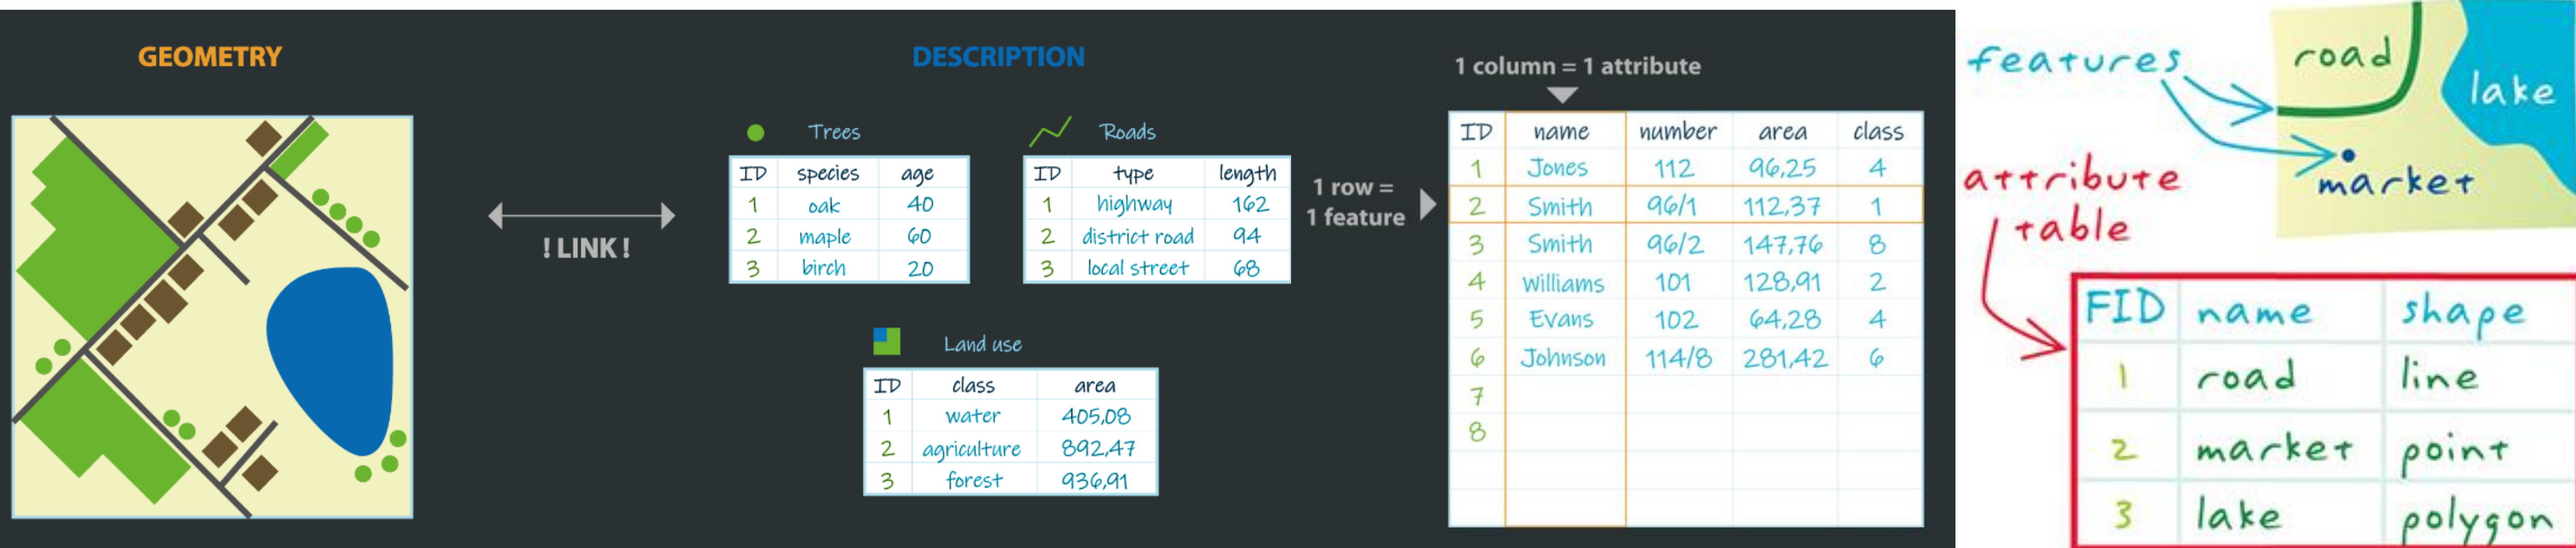 GEOMETRY
! LINK !
DESCRIPTION
Trees
ID species age
1 oak 40
2 maple 60
3 birch 20
Roads
ID type length
1 highway 162
2 district road 94
3 local street 68
Land use
ID class area
1 water 405,08
2 agriculture 892,47
3 forest 936,91
1 column = 1 attribute
1 row =
1 feature
ID name number area class
1 Jones 112 96,25 4
2 Smith 96/1 112,37 1
3 Smith 96/2 147,76 8
4 Williams 101 128,91 2
5 Evans 102 64,28 4
6 Johnson 114/8 281,42 6
7
8
features
road
lake
market
attribute
table
FID name shape
1 road line
2 market point
3 lake polygon